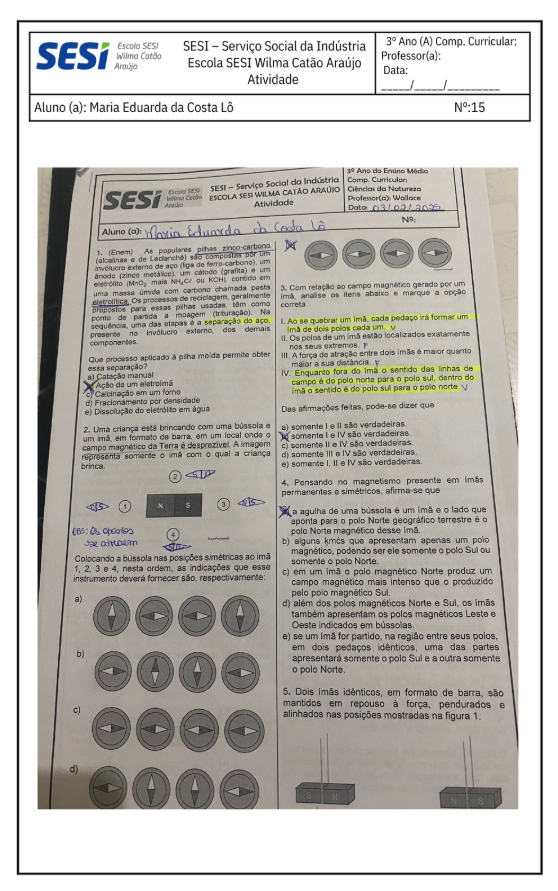 SESI Escola SESI
Wilma Catão
Araújo
SESI – Serviço Social da Indústria
Escola SESI Wilma Catão Araújo
Atividade
3º Ano (A) Comp. Curricular:
Professor(a):
Data:
_____/_____/_________
Aluno (a): Maria Eduarda da Costa Lô
Nº:15
SESI Escola SESI
Wilma Catão
Araújo
SESI – Serviço Social da Indústria
ESCOLA SESI WILMA CATÃO ARAÚJO
Atividade
3º Ano do Ensino Médio
Comp. Curricular:
Ciências da Natureza
Professor(a): Wallace
Data: 03/02/2025
Aluno (a): Maria Eduarda da Costa Lô
Nº:
1. (Enem) As populares pilhas zinco-carbono
(alcalinas e de Leclanché) são compostas por um
invólucro externo de aço (liga de ferro-carbono), um
ânodo (zinco metálico), um cátodo (grafita) e um
eletrólito (MnO2 mais NH4Cl ou KOH), contido em
uma massa úmida com carbono chamada pasta
eletrolítica. Os processos de reciclagem, geralmente
propostos para essas pilhas usadas, têm como
ponto de partida a moagem (trituração). Na
sequência, uma das etapas é a separação do aço,
presente no invólucro externo, dos demais
componentes.
Que processo aplicado à pilha moída permite obter
essa separação?
a) Catação manual
Ação de um eletroímã
c) Calcinação em um forno
d) Fracionamento por densidade
e) Dissolução do eletrólito em água
2. Uma criança está brincando com uma bússola e
um imã, em formato de barra, em um local onde o
campo magnético da Terra é desprezível. A imagem
representa somente o imã com o qual a criança
brinca.
2
1 N S 3
4
OBS: Os opostos
se atraem
Colocando a bússola nas posições simétricas ao imã
1, 2, 3 e 4, nesta ordem, as indicações que esse
instrumento deverá fornecer são, respectivamente:
a)
b)
c)
d)
3. Com relação ao campo magnético gerado por um
imã, analise os itens abaixo e marque a opção
correta.
I. Ao se quebrar um imã, cada pedaço irá formar um
imã de dois polos cada um. V
II. Os polos de um imã estão localizados exatamente
nos seus extremos. F
III. A força de atração entre dois imãs é maior quanto
maior a sua distância. F
IV. Enquanto fora do imã o sentido das linhas de
campo é do polo norte para o polo sul, dentro do
imã o sentido é do polo sul para o polo norte. V
Das afirmações feitas, pode-se dizer que
a) somente I e II são verdadeiras.
somente I e IV são verdadeiras.
c) somente II e IV são verdadeiras.
d) somente III e IV são verdadeiras.
e) somente I, II e IV são verdadeiras.
4. Pensando no magnetismo presente em imãs
permanentes e simétricos, afirma-se que
a agulha de uma bússola é um imã e o lado que
aponta para o polo Norte geográfico terrestre é o
polo Norte magnético desse imã.
b) alguns ímãs que apresentam apenas um polo
magnético, podendo ser ele somente o polo Sul ou
somente o polo Norte.
c) em um imã o polo magnético Norte produz um
campo magnético mais intenso que o produzido
pelo polo magnético Sul.
d) além dos polos magnéticos Norte e Sul, os imãs
também apresentam os polos magnéticos Leste e
Oeste indicados em bússolas.
e) se um imã for partido, na região entre seus polos,
em dois pedaços idênticos, uma das partes
apresentará somente o polo Sul e a outra somente
o polo Norte.
5. Dois imãs idênticos, em formato de barra, são
mantidos em repouso à força, pendurados e
alinhados nas posições mostradas na figura 1.
S N
N S